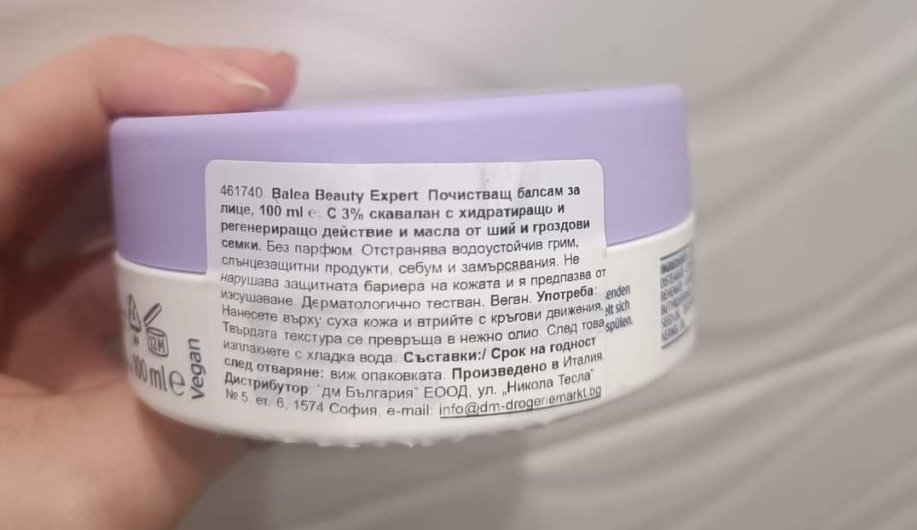 461740. Balea Beauty Expert Почистващ балсам за
лице, 100 ml e. С 3% скавалан с хидратиращо и
регенериращо действие и масла от ший и гроздови
семки. Без парфюм. Отстранява водоустойчив грим,
слънцезащитни продукти, себум и замърсявания. Не
нарушава защитната бариера на кожата и я предпазва от
изсушаване. Дерматологично тестван. Веган. Употреба:
Нанесете върху суха кожа и втрийте с кръгови движения.
Твърдата текстура се превръща в нежно олио. След това
изплакнете с хладка вода. Съставки:/ Срок на годност
след отваряне: виж опаковката. Произведено в Италия.
Дистрибутор: "дм България" ЕООД, ул. „Никола Тесла"
№ 5, ет. 6, 1574 София, e-mail: info@dm-drogeriemarkt.bg
12M
100 ml e
Vegan
enden
lt sich
spülen.